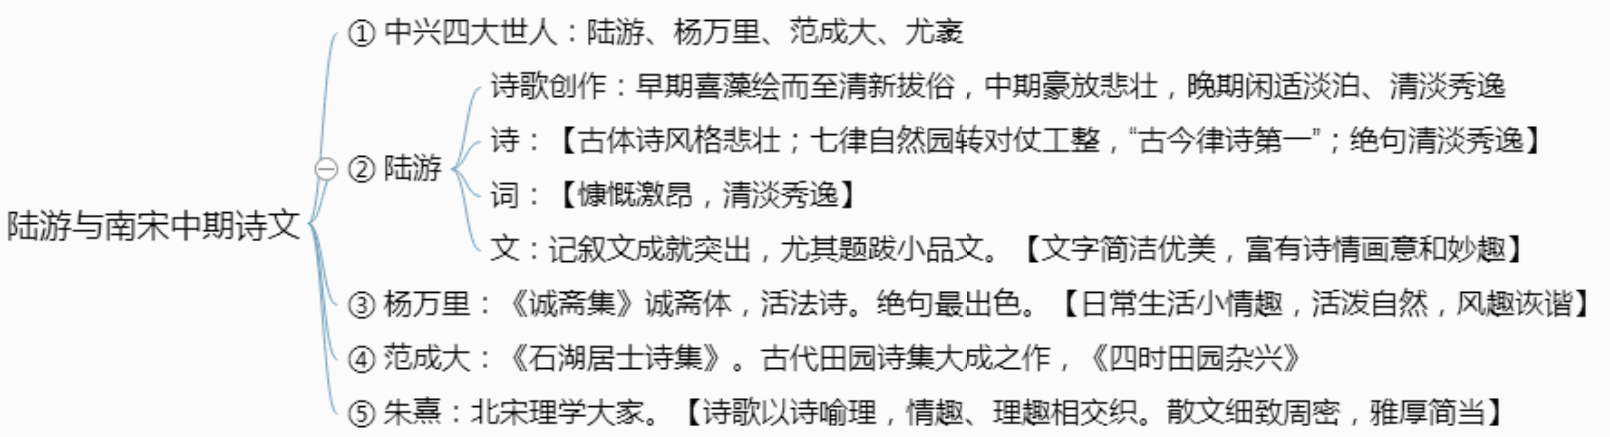 陆游与南宋中期诗文
① 中兴四大世人：陆游、杨万里、范成大、尤袤
② 陆游
诗歌创作：早期喜藻绘而至清新拔俗，中期豪放悲壮，晚期闲适淡泊、清淡秀逸
诗：【古体诗风格悲壮；七律自然园转对仗工整，“古今律诗第一”；绝句清淡秀逸】
词：【慷慨激昂，清淡秀逸】
文：记叙文成就突出，尤其题跋小品文。【文字简洁优美，富有诗情画意和妙趣】
③ 杨万里：《诚斋集》诚斋体，活法诗。绝句最出色。【日常生活小情趣，活泼自然，风趣诙谐】
④ 范成大：《石湖居士诗集》。古代田园诗集大成之作，《四时田园杂兴》
⑤ 朱熹：北宋理学大家。【诗歌以诗喻理，情趣、理趣相交织。散文细致周密，雅厚简当】